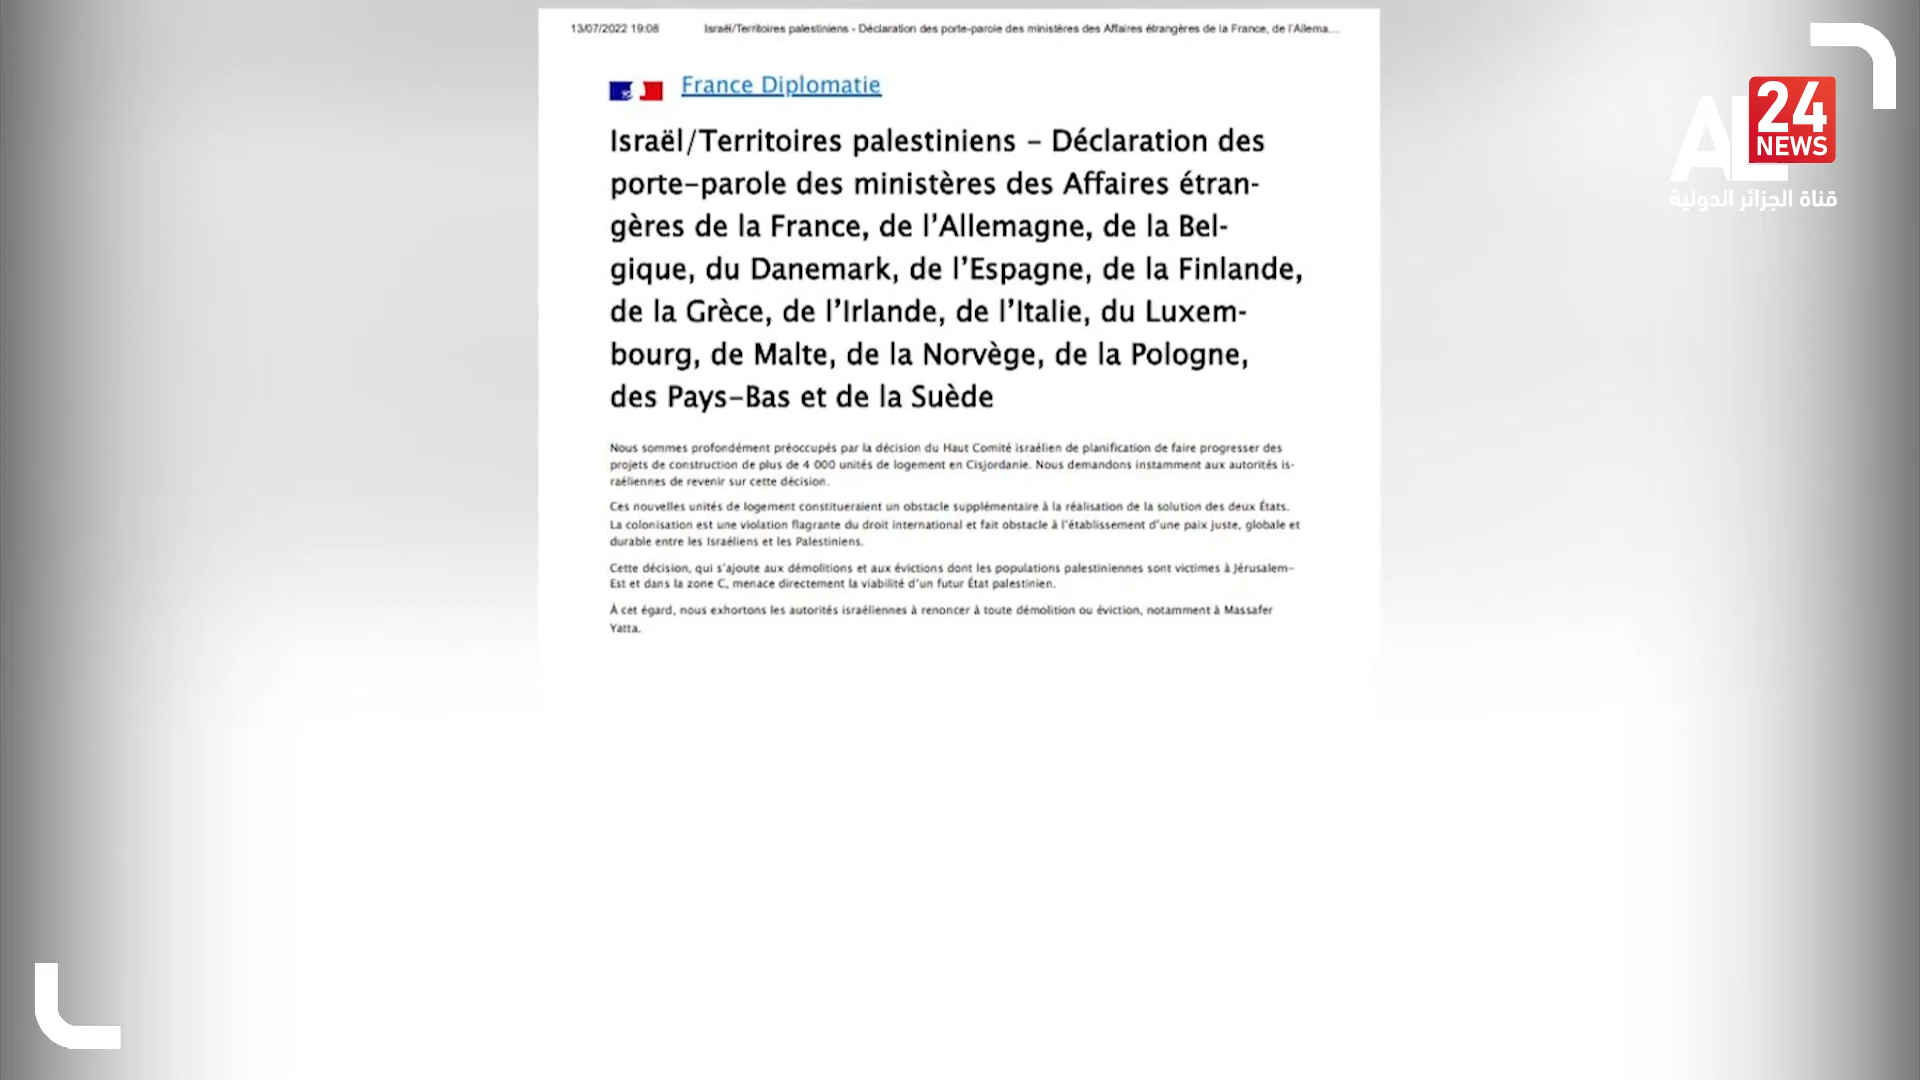 13/07/2022 19:08 Israël/Territoires palestiniens - Déclaration des porte-parole des ministères des Affaires étrangères de la France, de l'Allema...
France Diplomatie
Israël/Territoires palestiniens – Déclaration des
porte-parole des ministères des Affaires étran-
gères de la France, de l'Allemagne, de la Bel-
gique, du Danemark, de l'Espagne, de la Finlande,
de la Grèce, de l'Irlande, de l'Italie, du Luxem-
bourg, de Malte, de la Norvège, de la Pologne,
des Pays-Bas et de la Suède
Nous sommes profondément préoccupés par la décision du Haut Comité israélien de planification de faire progresser des
projets de construction de plus de 4 000 unités de logement en Cisjordanie. Nous demandons instamment aux autorités is-
raéliennes de revenir sur cette décision.
Ces nouvelles unités de logement constitueraient un obstacle supplémentaire à la réalisation de la solution des deux États.
La colonisation est une violation flagrante du droit international et fait obstacle à l'établissement d'une paix juste, globale et
durable entre les Israéliens et les Palestiniens.
Cette décision, qui s'ajoute aux démolitions et aux évictions dont les populations palestiniennes sont victimes à Jérusalem-
Est et dans la zone C, menace directement la viabilité d'un futur État palestinien.
À cet égard, nous exhortons les autorités israéliennes à renoncer à toute démolition ou éviction, notamment à Massafer
Yatta.
AL 24
NEWS
قناة الجزائر الدولية